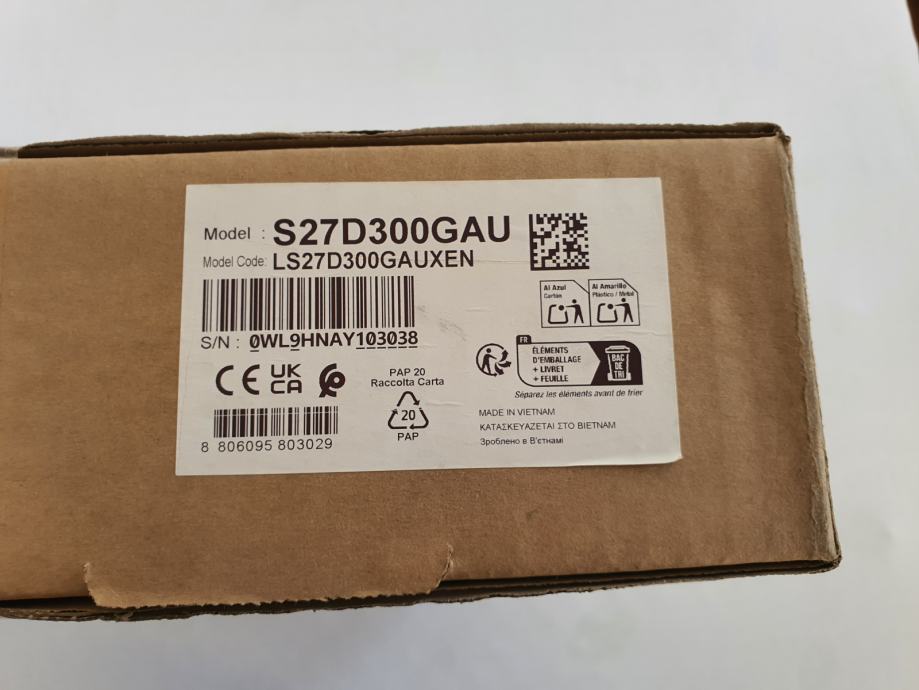 Model : S27D300GAU
Model Code: LS27D300GAUXEN
S/N : 0WL9HNAY103038
Al Azul
Cartón
Al Amarillo
Plástico / Metal
FR
ÉLÉMENTS
D'EMBALLAGE
+ LIVRET
+ FEUILLE
BAC
DE
TRI
Séparez les éléments avant de trier
CE UK
CA
PAP 20
Raccolta Carta
20
PAP
8 806095 803029
MADE IN VIETNAM
ΚΑΤΑΣΚΕΥΑΖΕΤΑΙ ΣΤΟ ΒΙΕΤΝΑΜ
Зроблено в В'єтнамі